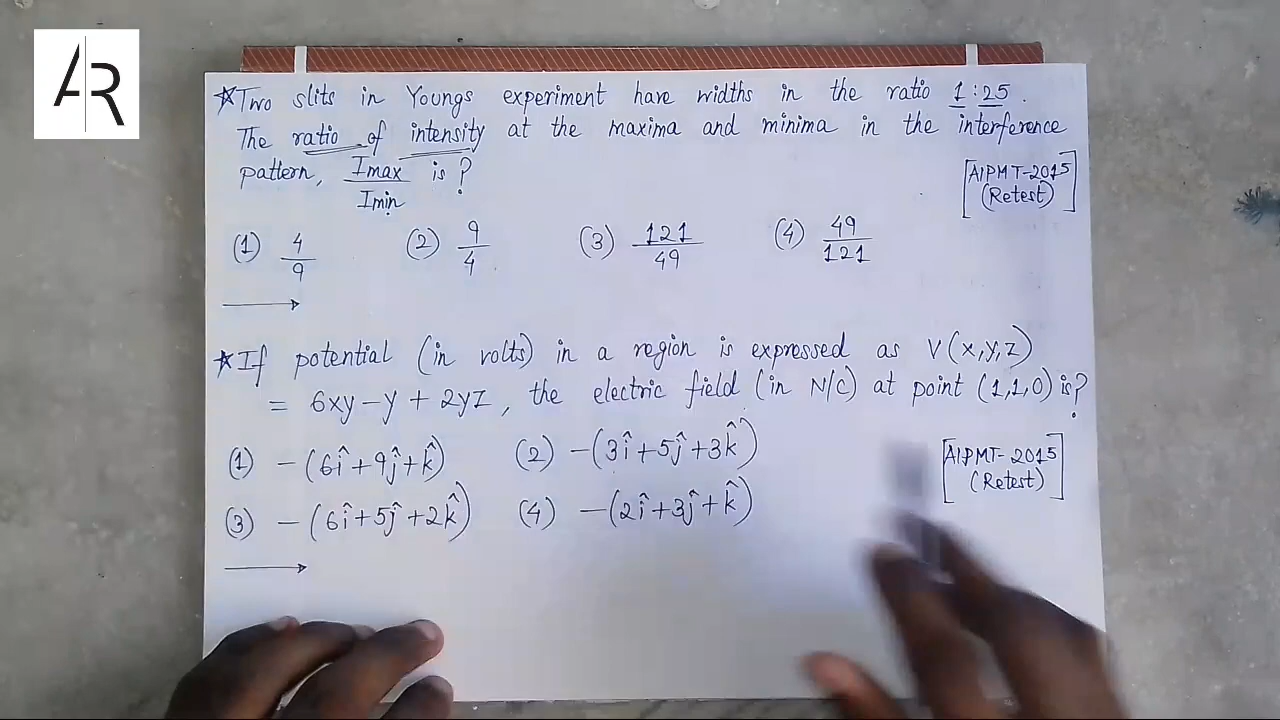 AR
*Two slits in Youngs experiment have widths in the ratio 1:25.
The ratio of intensity at the maxima and minima in the interference
pattern, Imax/Imin is?
[AIPMT-2015
(Retest)]
(1) 4/9 (2) 9/4 (3) 121/49 (4) 49/121
*If potential (in volts) in a region is expressed as V(x,y,z)
= 6xy-y+2yz, the electric field (in N/C) at point (1,1,0) is?
(1) -(6î+9ĵ+k̂) (2) -(3î+5ĵ+3k̂)
[AIPMT-2015
(Retest)]
(3) -(6î+5ĵ+2k̂) (4) -(2î+3ĵ+k̂)